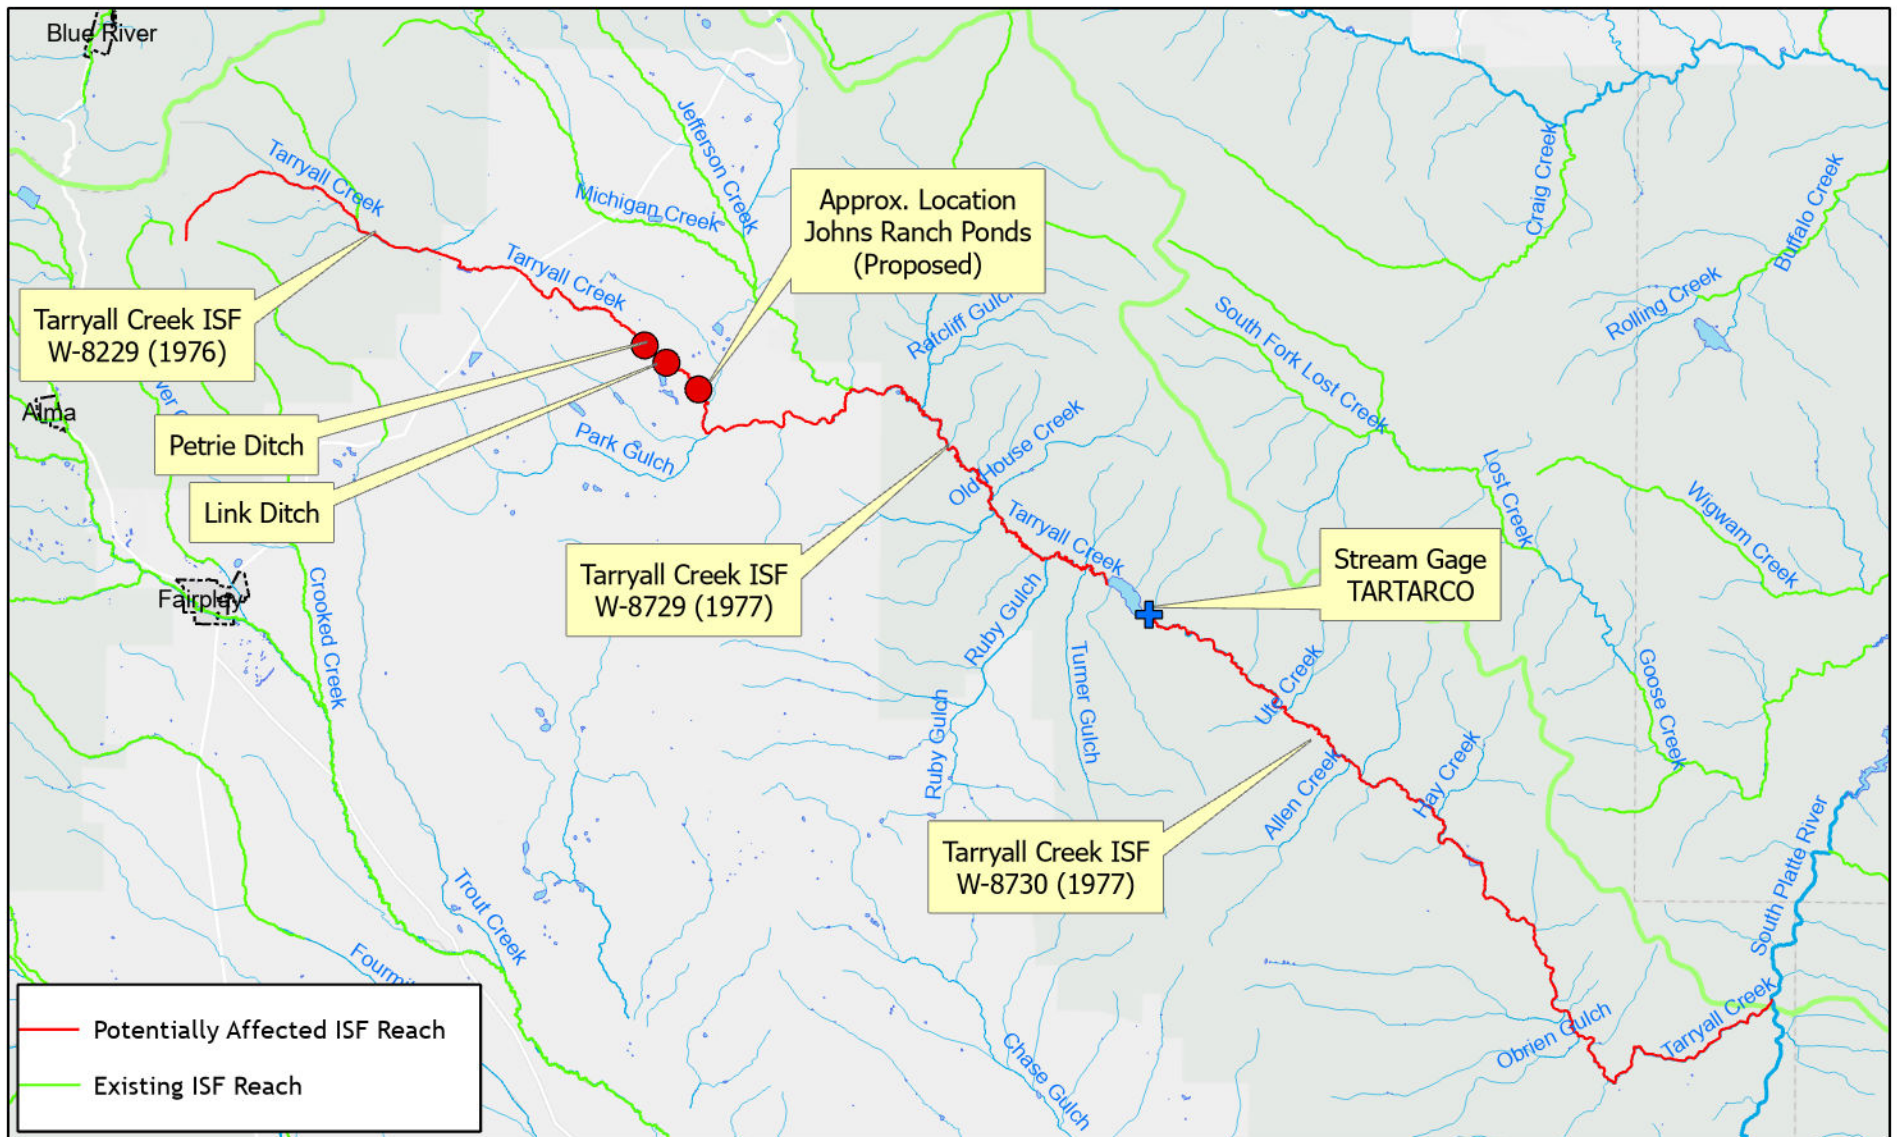 Blue River
Tarryall Creek
Jefferson Creek
Michigan Creek
Tarryall Creek
Approx. Location
Johns Ranch Ponds
(Proposed)
Craig Creek
Buffalo Creek
Rolling Creek
Tarryall Creek ISF
W-8229 (1976)
Ratcliff Gulch
South Fork Lost Creek
Alma
Petrie Ditch
Park Gulch
Old House Creek
Link Ditch
Lost Creek
Wigwam Creek
Tarryall Creek
Tarryall Creek ISF
W-8729 (1977)
Stream Gage
TARTARCO
Fairplay
Crooked Creek
Ruby Gulch
Turner Gulch
Ute Creek
Goose Creek
Ruby Gulch
Allen Creek
Hay Creek
Tarryall Creek ISF
W-8730 (1977)
South Platte River
Trout Creek
Obrien Gulch
Tarryall Creek
Chase Gulch
Potentially Affected ISF Reach
Existing ISF Reach